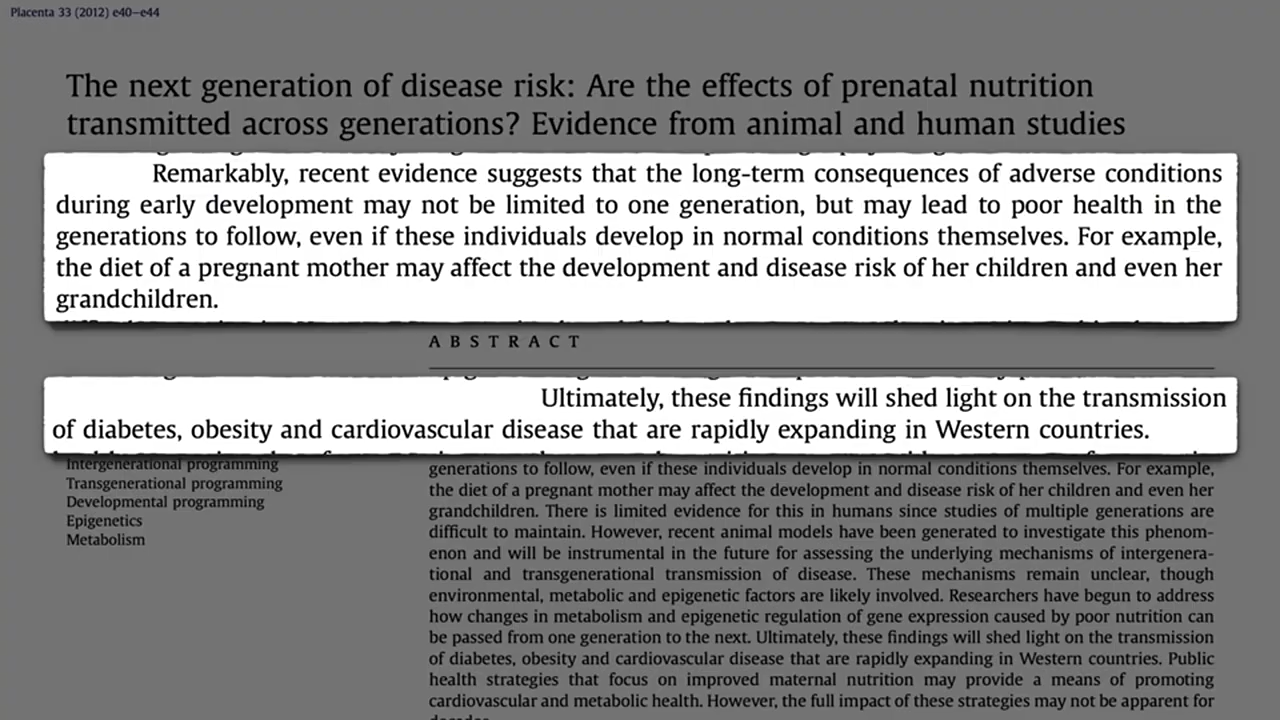 Placenta 33 (2012) e40–e44
The next generation of disease risk: Are the effects of prenatal nutrition
transmitted across generations? Evidence from animal and human studies
Remarkably, recent evidence suggests that the long-term consequences of adverse conditions
during early development may not be limited to one generation, but may lead to poor health in the
generations to follow, even if these individuals develop in normal conditions themselves. For example,
the diet of a pregnant mother may affect the development and disease risk of her children and even her
grandchildren.
ABSTRACT
Ultimately, these findings will shed light on the transmission
of diabetes, obesity and cardiovascular disease that are rapidly expanding in Western countries.
Intergenerational programming
Transgenerational programming
Developmental programming
Epigenetics
Metabolism
generations to follow, even if these individuals develop in normal conditions themselves. For example,
the diet of a pregnant mother may affect the development and disease risk of her children and even her
grandchildren. There is limited evidence for this in humans since studies of multiple generations are
difficult to maintain. However, recent animal models have been generated to investigate this phenom-
enon and will be instrumental in the future for assessing the underlying mechanisms of intergenera-
tional and transgenerational transmission of disease. These mechanisms remain unclear, though
environmental, metabolic and epigenetic factors are likely involved. Researchers have begun to address
how changes in metabolism and epigenetic regulation of gene expression caused by poor nutrition can
be passed from one generation to the next. Ultimately, these findings will shed light on the transmission
of diabetes, obesity and cardiovascular disease that are rapidly expanding in Western countries. Public
health strategies that focus on improved maternal nutrition may provide a means of promoting
cardiovascular and metabolic health. However, the full impact of these strategies may not be apparent for